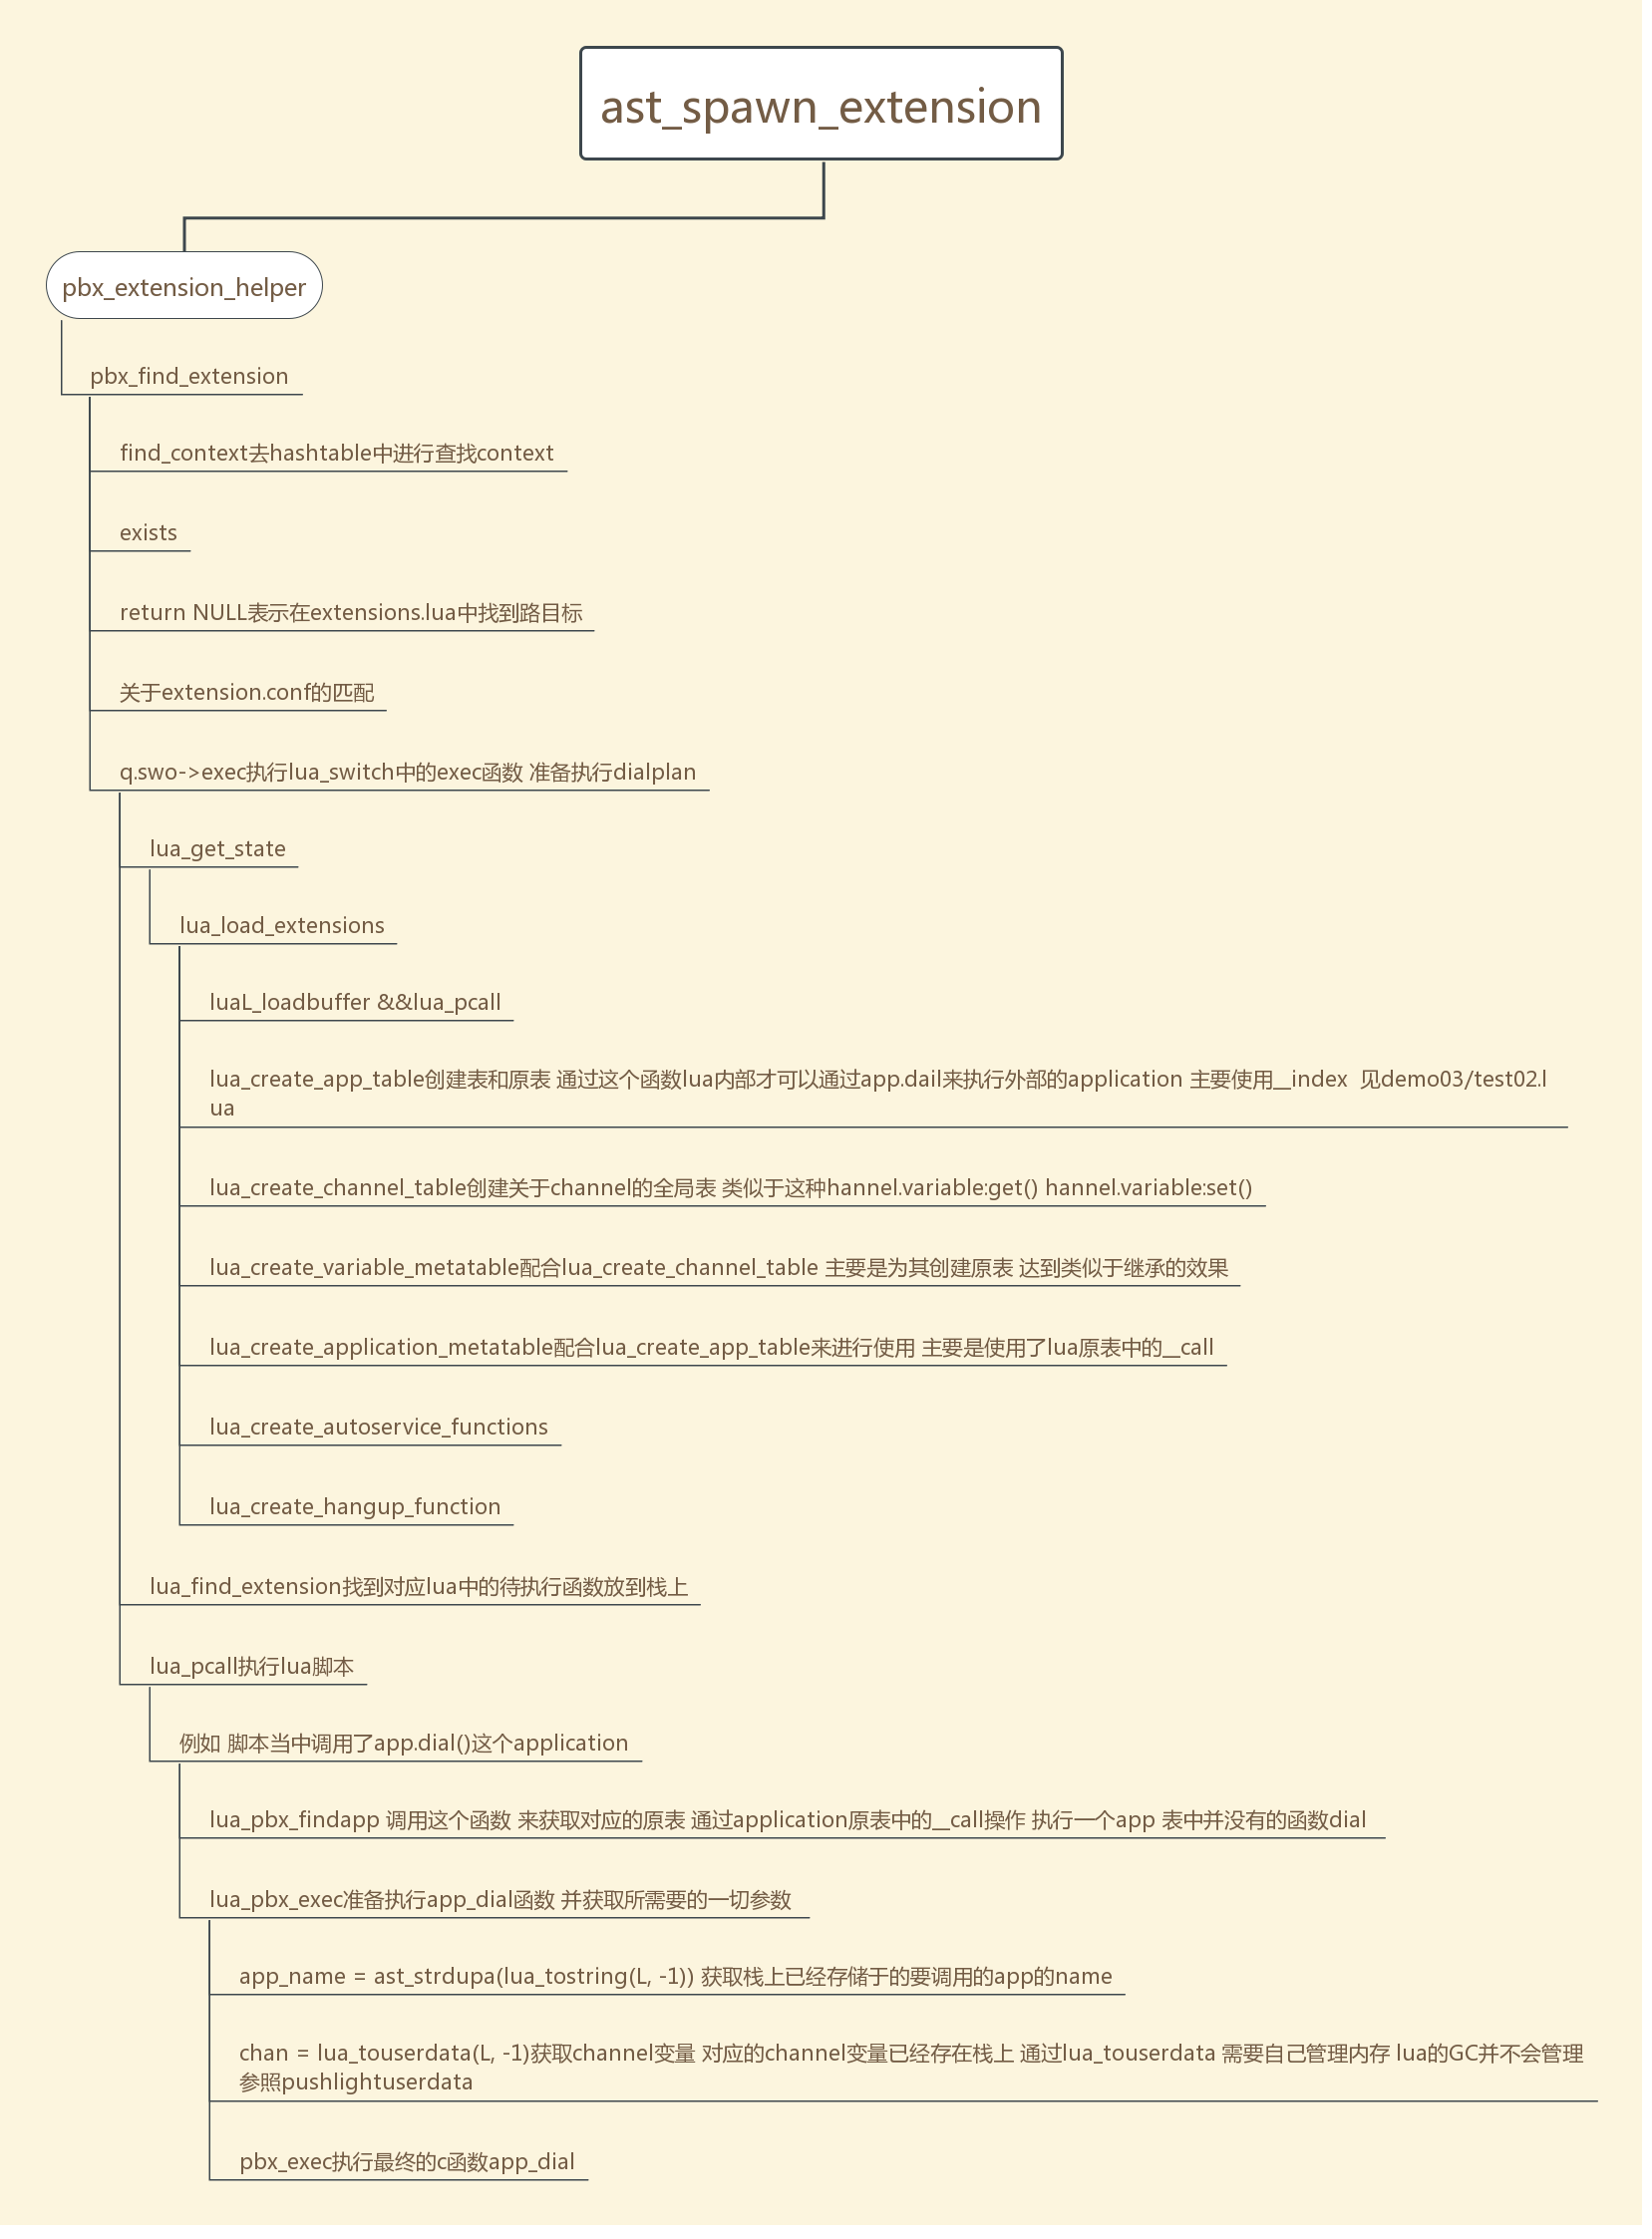 ast_spawn_extension
pbx_extension_helper
pbx_find_extension
find_context去hashtable中进行查找context
exists
return NULL表示在extensions.lua中找到路目标
关于extension.conf的匹配
q.swo->exec执行lua_switch中的exec函数 准备执行dialplan
lua_get_state
lua_load_extensions
luaL_loadbuffer &&lua_pcall
lua_create_app_table创建表和原表 通过这个函数lua内部才可以通过app.dail来执行外部的application 主要使用__index  见demo03/test02.l
ua
lua_create_channel_table创建关于channel的全局表 类似于这种hannel.variable:get() hannel.variable:set()
lua_create_variable_metatable配合lua_create_channel_table 主要是为其创建原表 达到类似于继承的效果
lua_create_application_metatable配合lua_create_app_table来进行使用 主要是使用了lua原表中的__call
lua_create_autoservice_functions
lua_create_hangup_function
lua_find_extension找到对应lua中的待执行函数放到栈上
lua_pcall执行lua脚本
例如 脚本当中调用了app.dial()这个application
lua_pbx_findapp 调用这个函数 来获取对应的原表 通过application原表中的__call操作 执行一个app 表中并没有的函数dial
lua_pbx_exec准备执行app_dial函数 并获取所需要的一切参数
app_name = ast_strdupa(lua_tostring(L, -1)) 获取栈上已经存储于的要调用的app的name
chan = lua_touserdata(L, -1)获取channel变量 对应的channel变量已经存在栈上 通过lua_touserdata 需要自己管理内存 lua的GC并不会管理
参照pushlightuserdata
pbx_exec执行最终的c函数app_dial